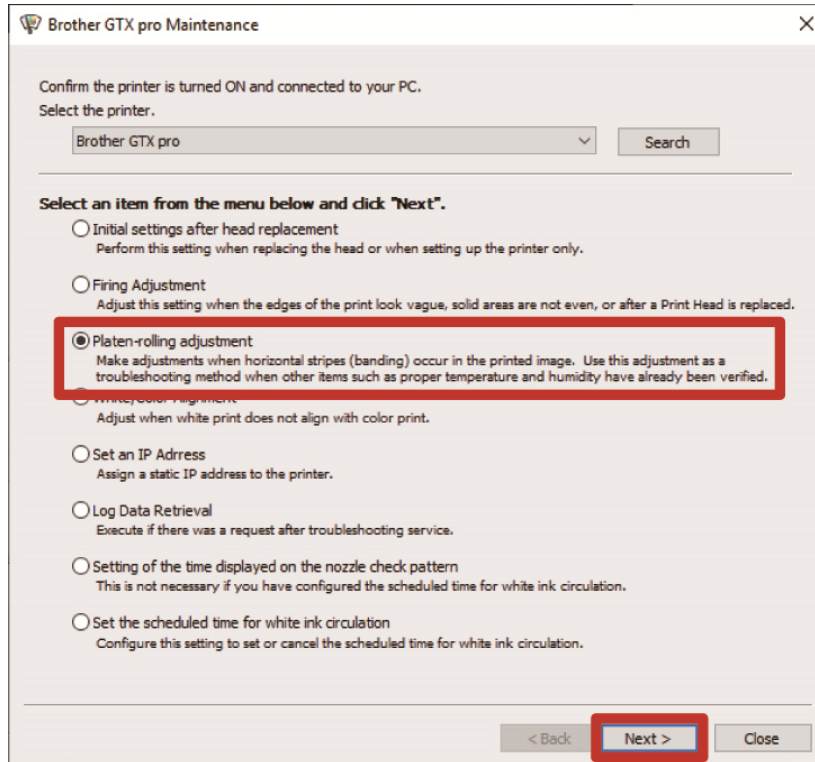 Brother GTX pro Maintenance
Confirm the printer is turned ON and connected to your PC.
Select the printer.
Brother GTX pro
Search
Select an item from the menu below and click "Next".
Initial settings after head replacement
Perform this setting when replacing the head or when setting up the printer only.
Firing Adjustment
Adjust this setting when the edges of the print look vague, solid areas are not even, or after a Print Head is replaced.
Platen-rolling adjustment
Make adjustments when horizontal stripes (banding) occur in the printed image. Use this adjustment as a
troubleshooting method when other items such as proper temperature and humidity have already been verified.
White/Color Alignment
Adjust when white print does not align with color print.
Set an IP Adrress
Assign a static IP address to the printer.
Log Data Retrieval
Execute if there was a request after troubleshooting service.
Setting of the time displayed on the nozzle check pattern
This is not necessary if you have configured the scheduled time for white ink circulation.
Set the scheduled time for white ink circulation
Configure this setting to set or cancel the scheduled time for white ink circulation.
< Back
Next >
Close